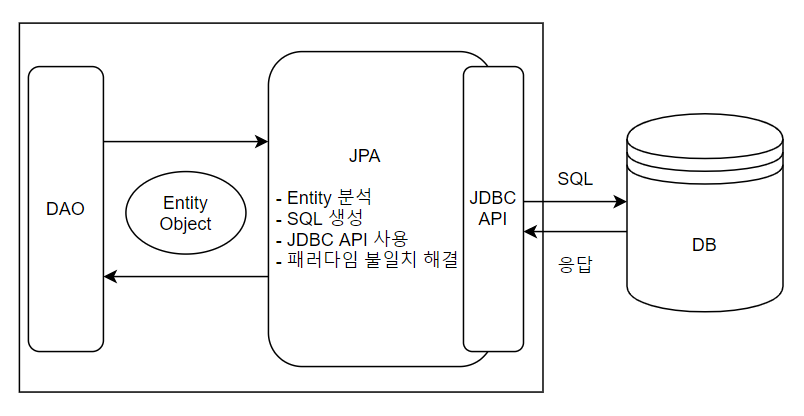 DAO
Entity
Object
JPA
- Entity 분석
- SQL 생성
- JDBC API 사용
- 패러다임 불일치 해결
JDBC
API
SQL
응답
DB